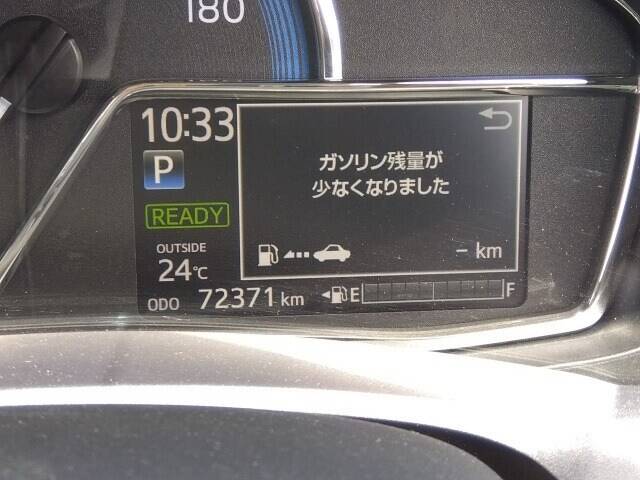 180
10:33
P
READY
OUTSIDE
24℃
ガソリン残量が
少なくなりました
- km
ODO 72371 km
E F